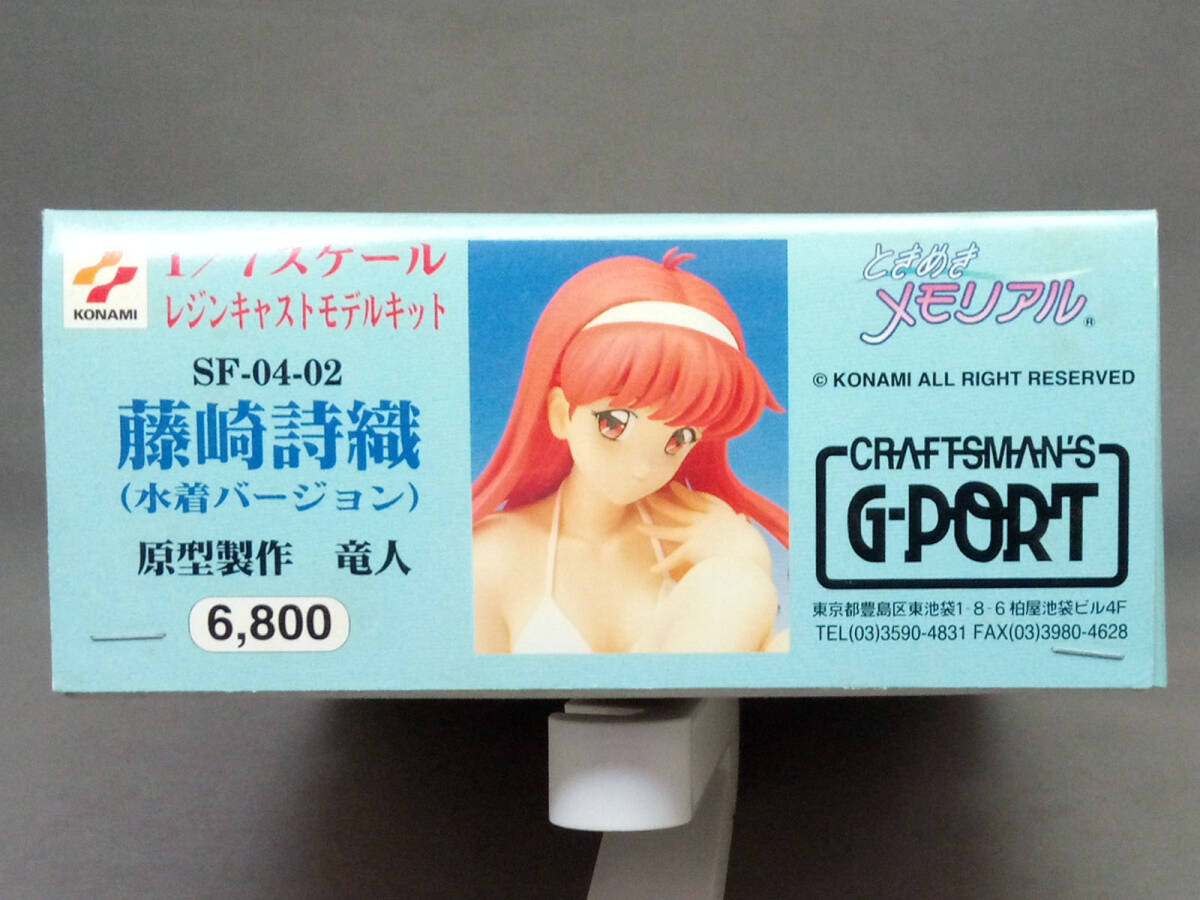 1/7スケール
KONAMI
レジンキャストモデルキット
SF-04-02
藤崎詩織
(水着バージョン)
原型製作 竜人
6,800
ときめき
メモリアル®
© KONAMI ALL RIGHT RESERVED
CRAFTSMAN'S
G-PORT
東京都豊島区東池袋1-8-6 柏屋池袋ビル4F
TEL(03)3590-4831 FAX(03)3980-4628